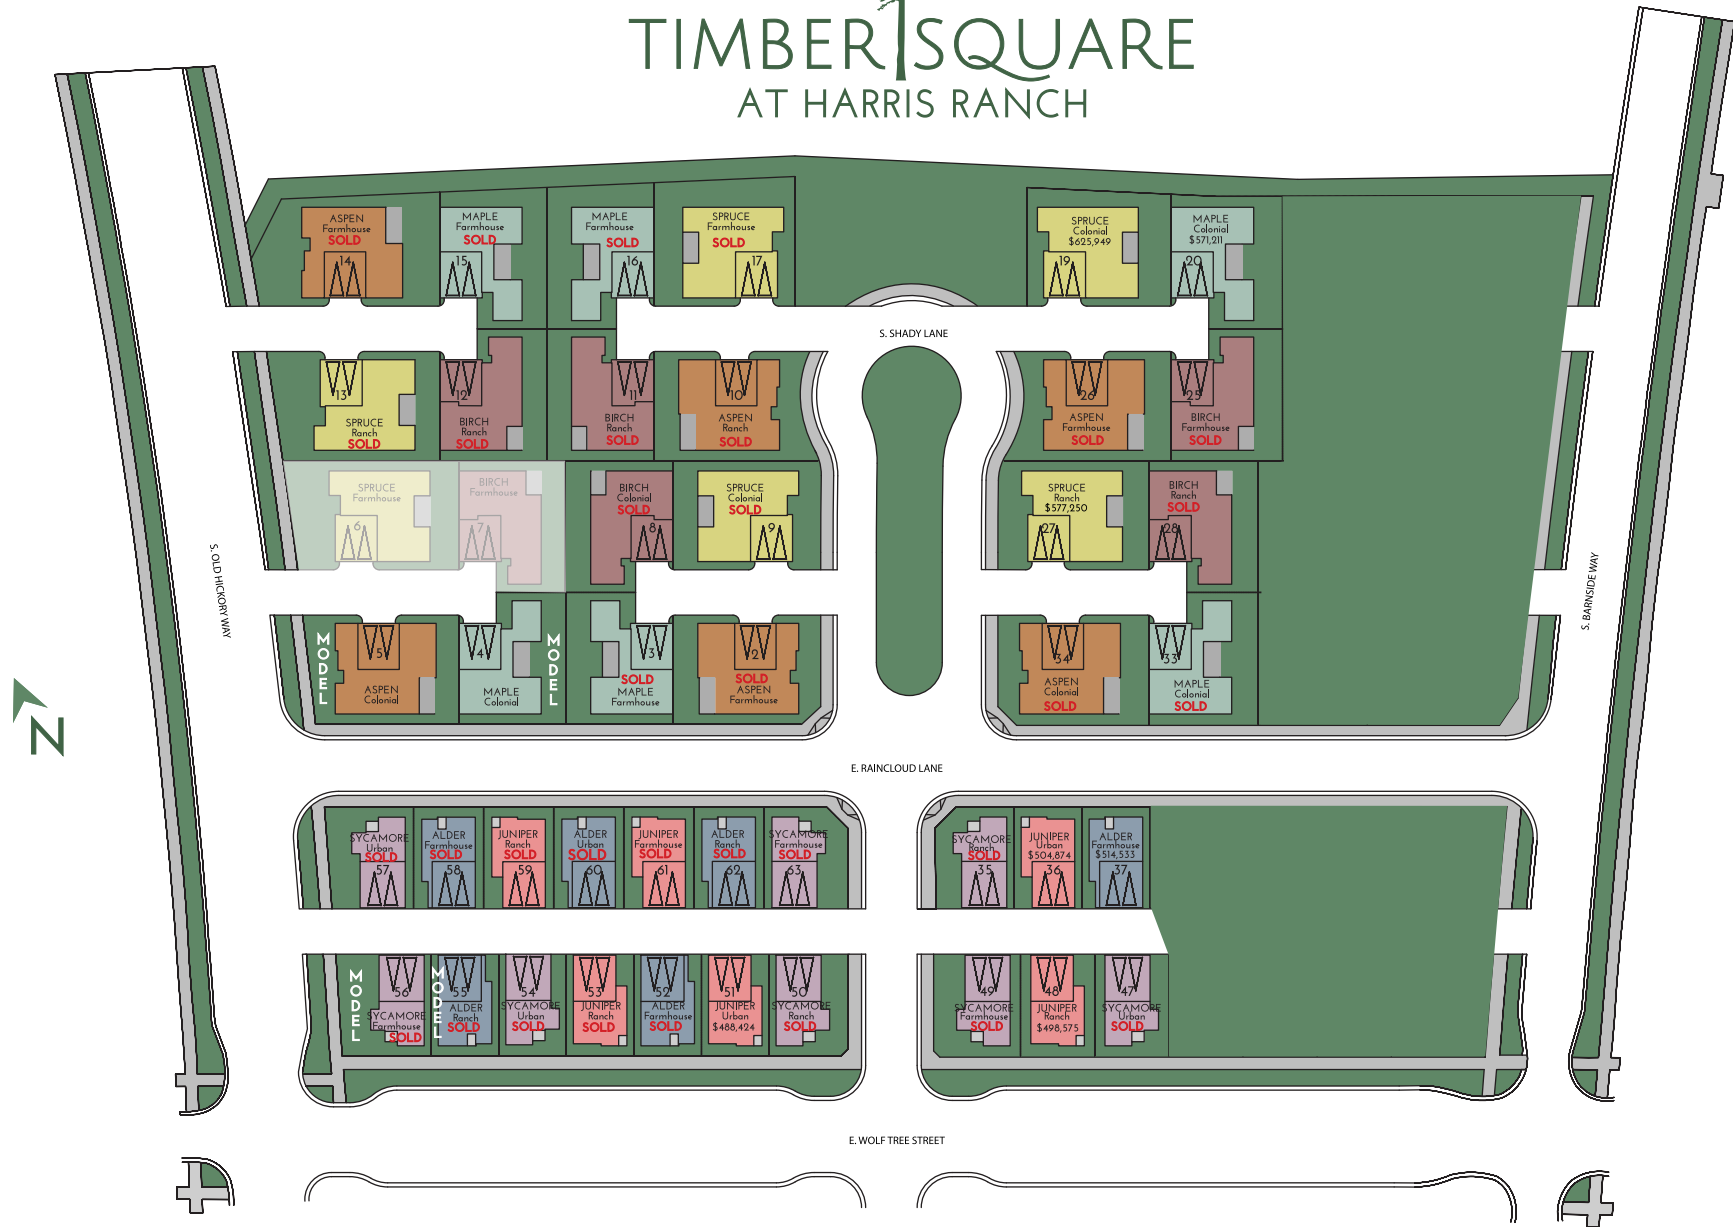 TIMBER SQUARE
AT HARRIS RANCH
ASPEN
Farmhouse
SOLD
14
MAPLE
Farmhouse
SOLD
15
MAPLE
Farmhouse
SOLD
16
SPRUCE
Farmhouse
SOLD
17
SPRUCE
Colonial
$625,949
19
MAPLE
Colonial
$571,211
20
S. SHADY LANE
13
SPRUCE
Ranch
SOLD
12
BIRCH
Ranch
SOLD
11
BIRCH
Ranch
SOLD
10
ASPEN
Ranch
SOLD
26
ASPEN
Farmhouse
SOLD
25
BIRCH
Farmhouse
SOLD
SPRUCE
Farmhouse
6
BIRCH
Farmhouse
7
BIRCH
Colonial
SOLD
8
SPRUCE
Colonial
SOLD
9
SPRUCE
Ranch
$577,250
27
BIRCH
Ranch
SOLD
28
S. OLD HICKORY WAY
S. BARNSIDE WAY
MODEL
5
ASPEN
Colonial
4
MAPLE
Colonial
MODEL
3
SOLD
MAPLE
Farmhouse
2
SOLD
ASPEN
Farmhouse
34
ASPEN
Colonial
SOLD
33
MAPLE
Colonial
SOLD
N
E. RAINCLOUD LANE
SYCAMORE
Urban
SOLD
57
ALDER
Farmhouse
SOLD
58
JUNIPER
Ranch
SOLD
59
ALDER
Urban
SOLD
60
JUNIPER
Farmhouse
SOLD
61
ALDER
Ranch
SOLD
62
SYCAMORE
Farmhouse
SOLD
63
SYCAMORE
Ranch
SOLD
35
JUNIPER
Urban
$504,874
36
ALDER
Farmhouse
$514,533
37
MODEL
56
SYCAMORE
Farmhouse
SOLD
MODEL
55
ALDER
Ranch
SOLD
54
SYCAMORE
Urban
SOLD
53
JUNIPER
Ranch
SOLD
52
ALDER
Farmhouse
SOLD
51
JUNIPER
Urban
$488,424
50
SYCAMORE
Ranch
SOLD
49
SYCAMORE
Farmhouse
SOLD
48
JUNIPER
Ranch
$498,575
47
SYCAMORE
Urban
SOLD
E. WOLF TREE STREET